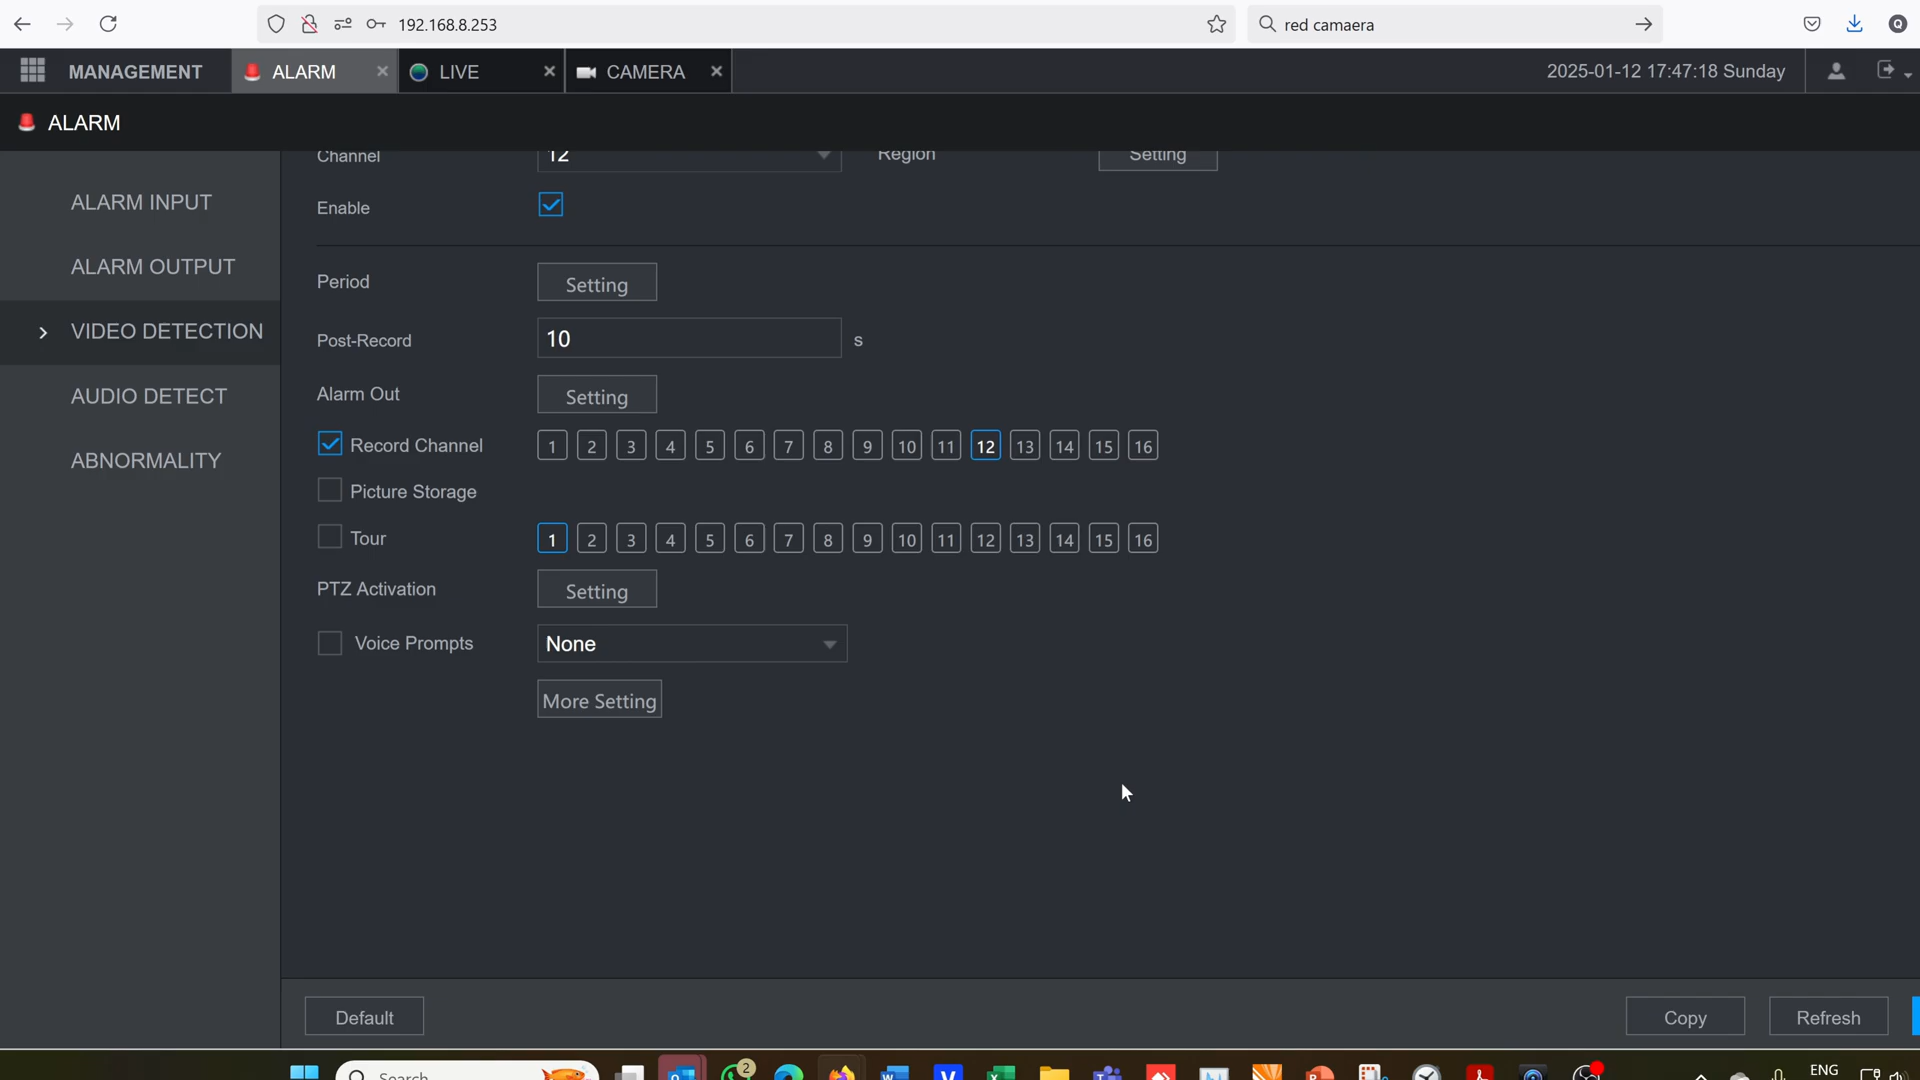 192.168.8.253
red camaera
MANAGEMENT
ALARM
LIVE
CAMERA
2025-01-12 17:47:18 Sunday
ALARM
Channel 12 Region Setting
ALARM INPUT
Enable
ALARM OUTPUT
Period Setting
VIDEO DETECTION
Post-Record 10 s
AUDIO DETECT
Alarm Out Setting
Record Channel 1 2 3 4 5 6 7 8 9 10 11 12 13 14 15 16
ABNORMALITY
Picture Storage
Tour 1 2 3 4 5 6 7 8 9 10 11 12 13 14 15 16
PTZ Activation Setting
Voice Prompts None
More Setting
Default Copy Refresh
Search 2 ENG